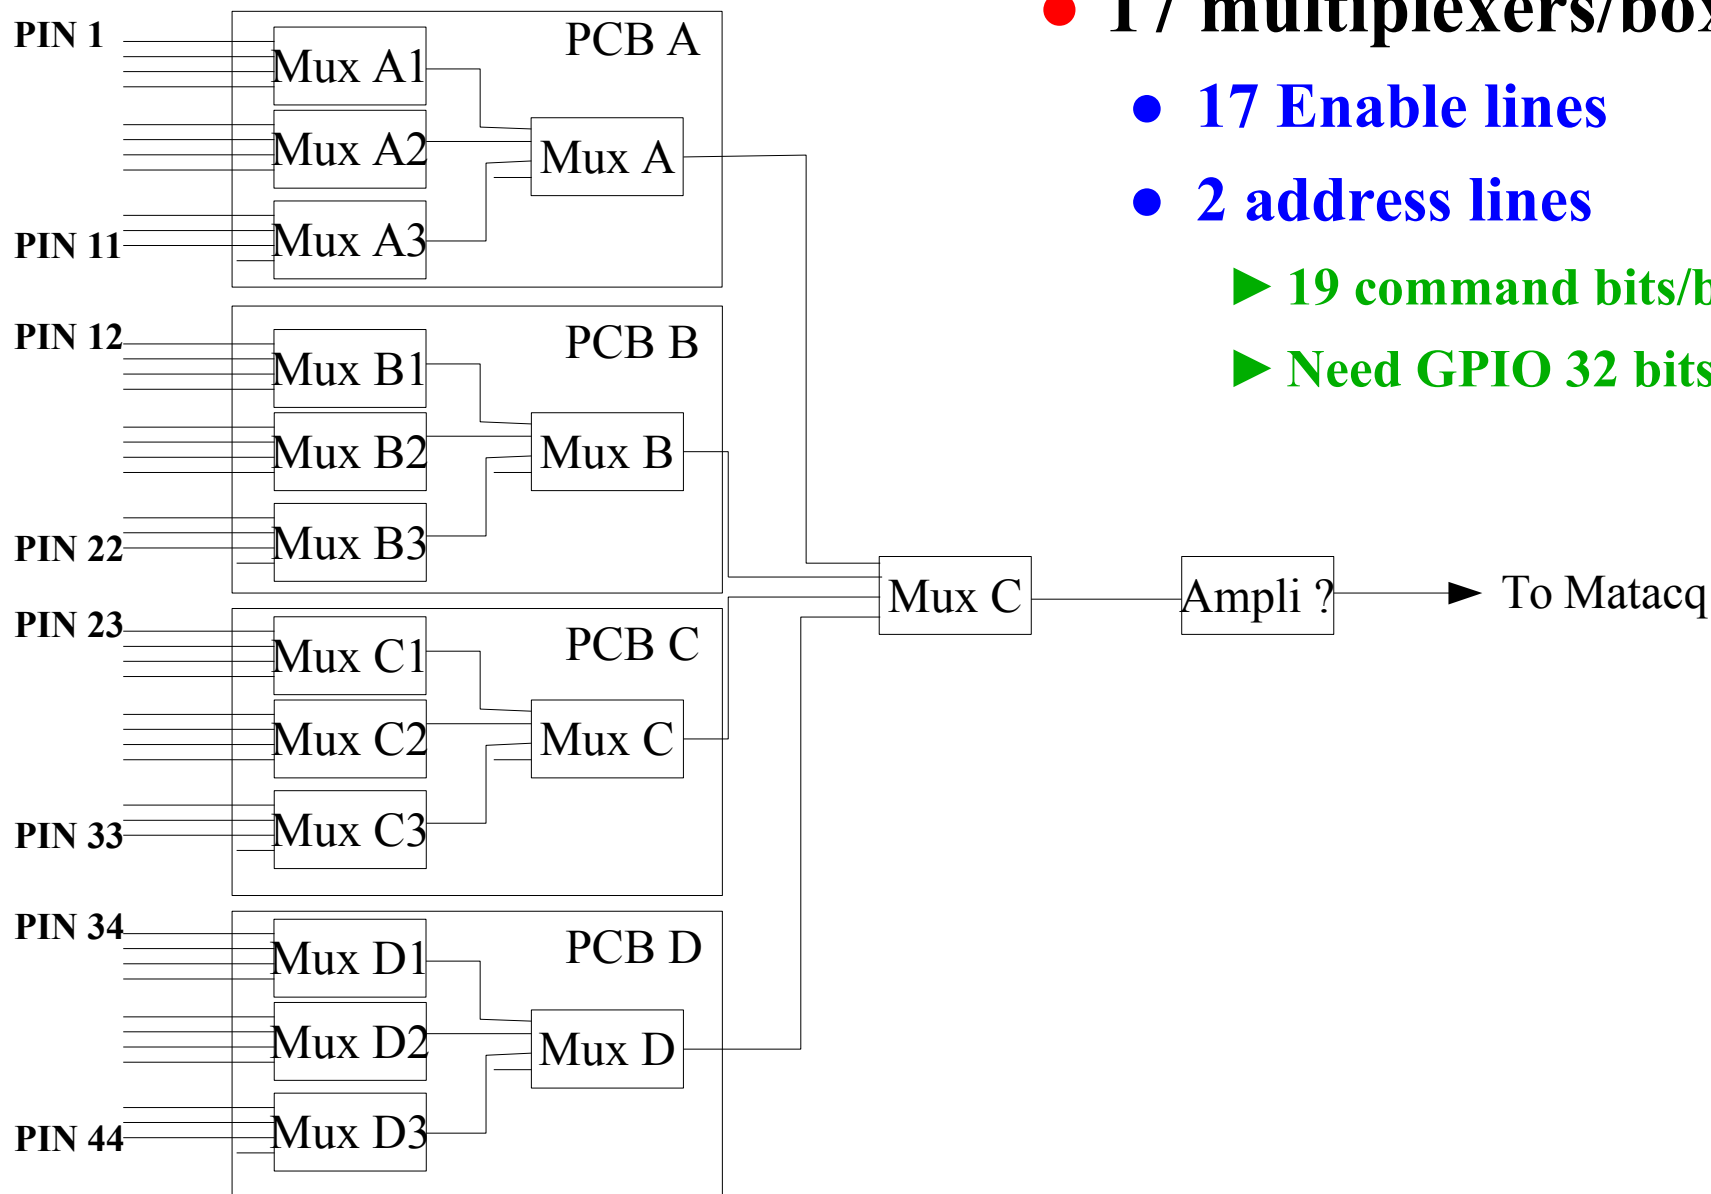 PIN 1
Mux A1
PCB A
Mux A2
Mux A
PIN 11
Mux A3
PIN 12
Mux B1
PCB B
Mux B2
Mux B
PIN 22
Mux B3
PIN 23
Mux C1
PCB C
Mux C2
Mux C
PIN 33
Mux C3
PIN 34
Mux D1
PCB D
Mux D2
Mux D
PIN 44
Mux D3
Mux C
Ampli ?
To Matacq
17 multiplexers/box
17 Enable lines
2 address lines
19 command bits/b
Need GPIO 32 bits